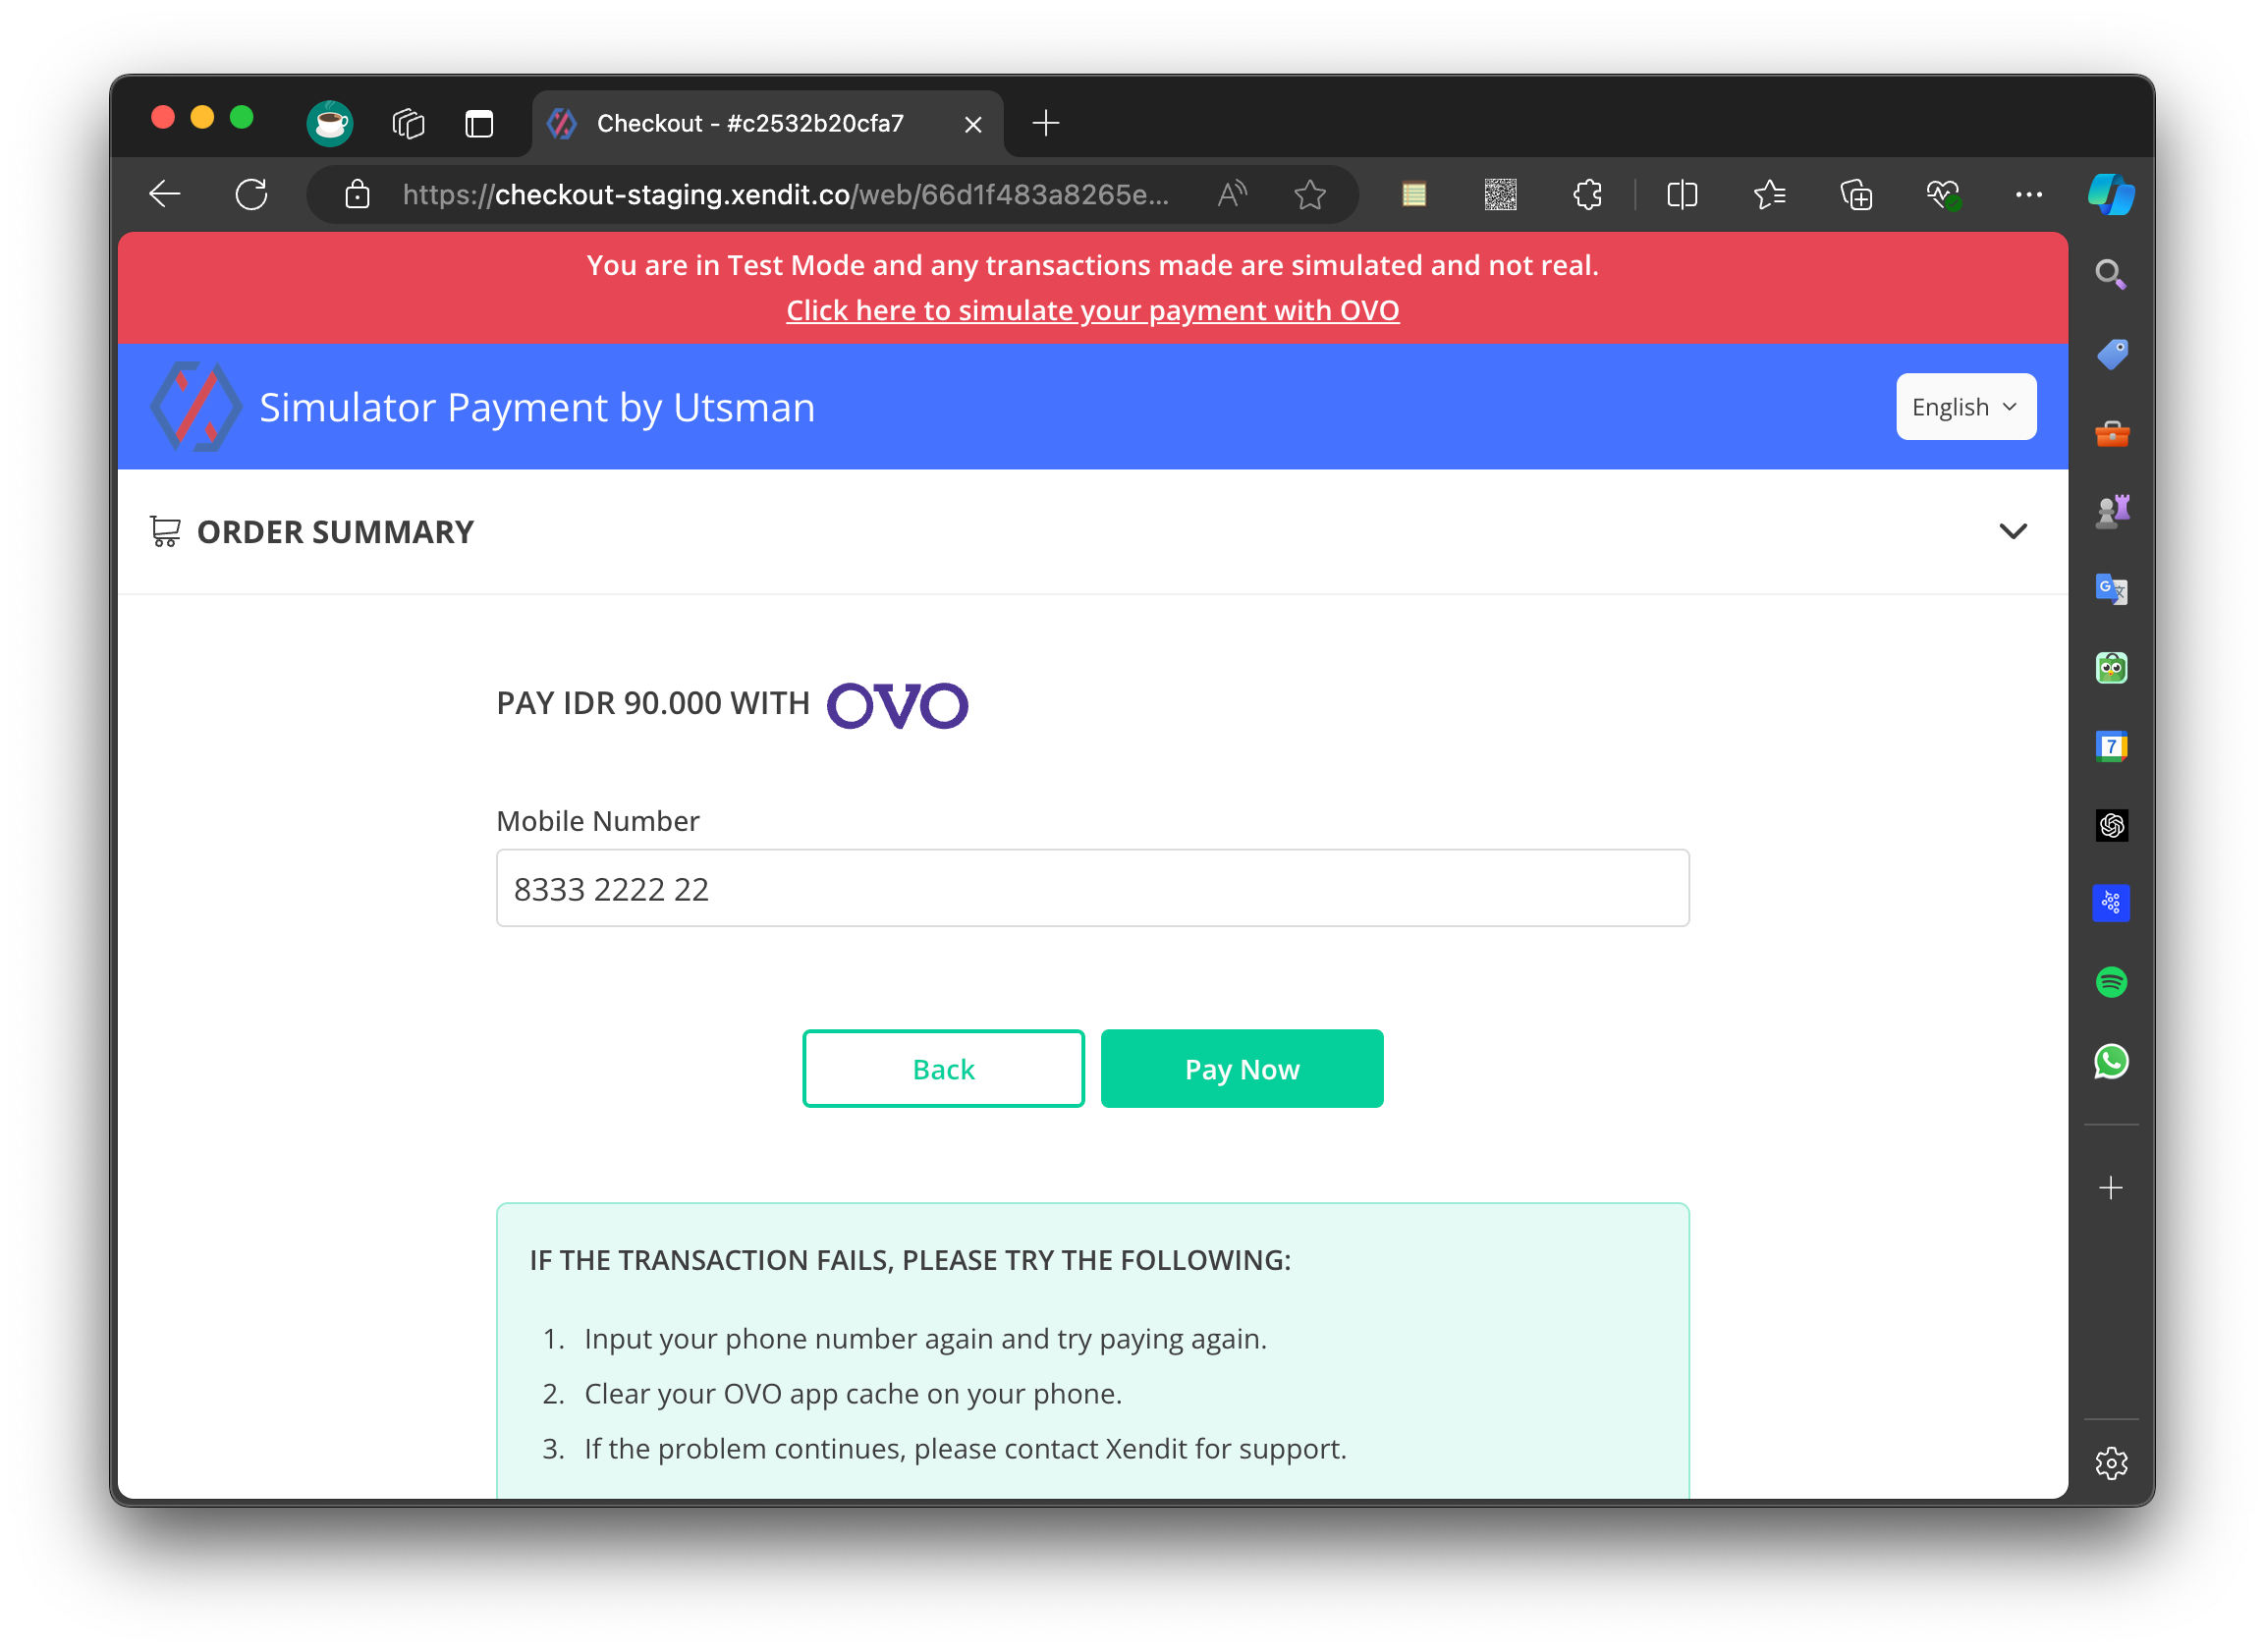 Checkout - #c2532b20cfa7
https://checkout-staging.xendit.co/web/66d1f483a8265e...
You are in Test Mode and any transactions made are simulated and not real.
Click here to simulate your payment with OVO
Simulator Payment by Utsman
English
ORDER SUMMARY
PAY IDR 90.000 WITH OVO
Mobile Number
8333 2222 22
Back
Pay Now
IF THE TRANSACTION FAILS, PLEASE TRY THE FOLLOWING:
1. Input your phone number again and try paying again.
2. Clear your OVO app cache on your phone.
3. If the problem continues, please contact Xendit for support.
7